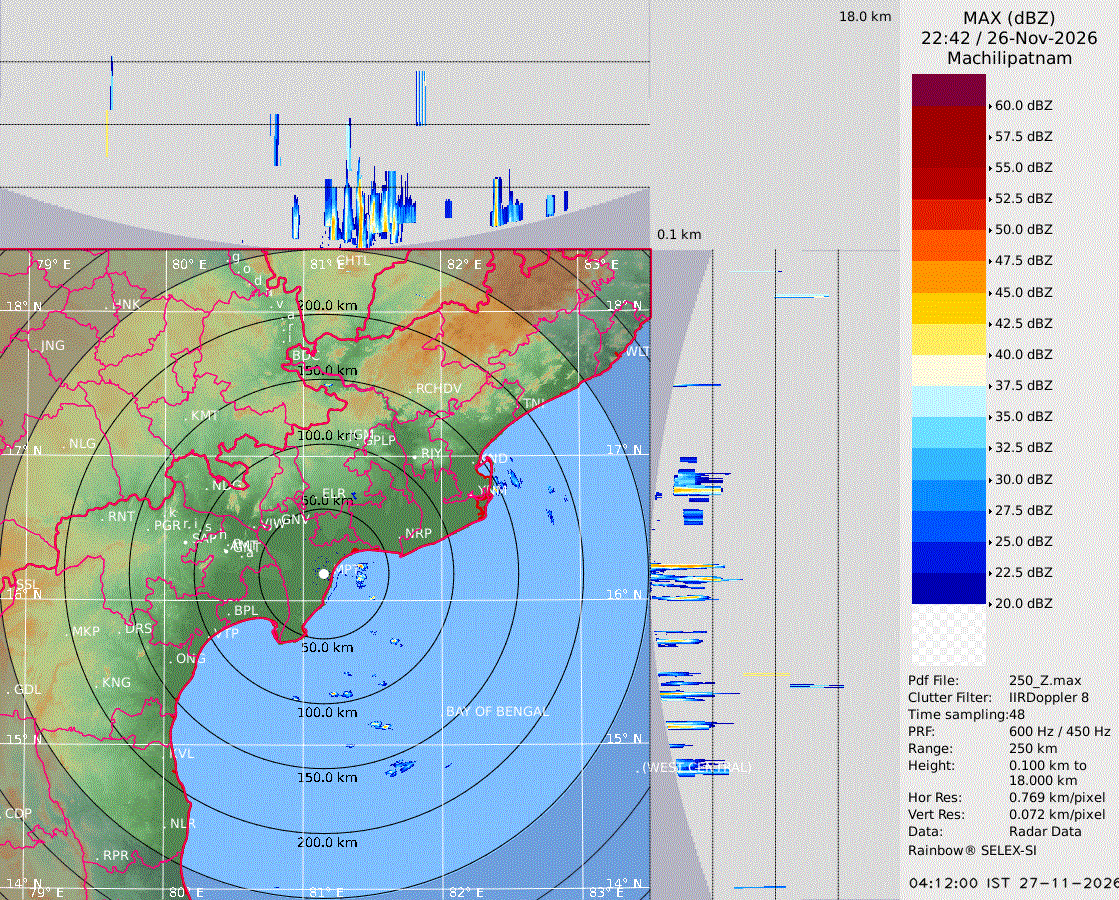 18.0 km
MAX (dBZ)
22:42 / 26-Nov-2026
Machilipatnam
60.0 dBZ
57.5 dBZ
55.0 dBZ
52.5 dBZ
50.0 dBZ
47.5 dBZ
45.0 dBZ
42.5 dBZ
40.0 dBZ
37.5 dBZ
35.0 dBZ
32.5 dBZ
30.0 dBZ
27.5 dBZ
25.0 dBZ
22.5 dBZ
20.0 dBZ
0.1 km
79° E
80° E
81° E
CHTL
82° E
83° E
18° N
HNK
200.0 km
18° N
JNG
BDC
WLT
150.0 km
RCHDV
TNI
KMT
100.0 km
NLG
GPLP
17° N
RJY
17° N
ELR
50.0 km
RNT
PGR
VJW
GNV
NRP
SSL
16° N
16° N
BPL
MKP
DRS
50.0 km
ONG
GDL
KNG
100.0 km
BAY OF BENGAL
15° N
KVL
15° N
150.0 km
(WEST CENTRAL)
CDP
NLR
200.0 km
RPR
14° N
79° E
80° E
81° E
82° E
83° E
14° N
Pdf File: 250_Z.max
Clutter Filter: IIRDoppler 8
Time sampling:48
PRF: 600 Hz / 450 Hz
Range: 250 km
Height: 0.100 km to
18.000 km
Hor Res: 0.769 km/pixel
Vert Res: 0.072 km/pixel
Data: Radar Data
Rainbow® SELEX-SI
04:12:00 IST 27-11-2026